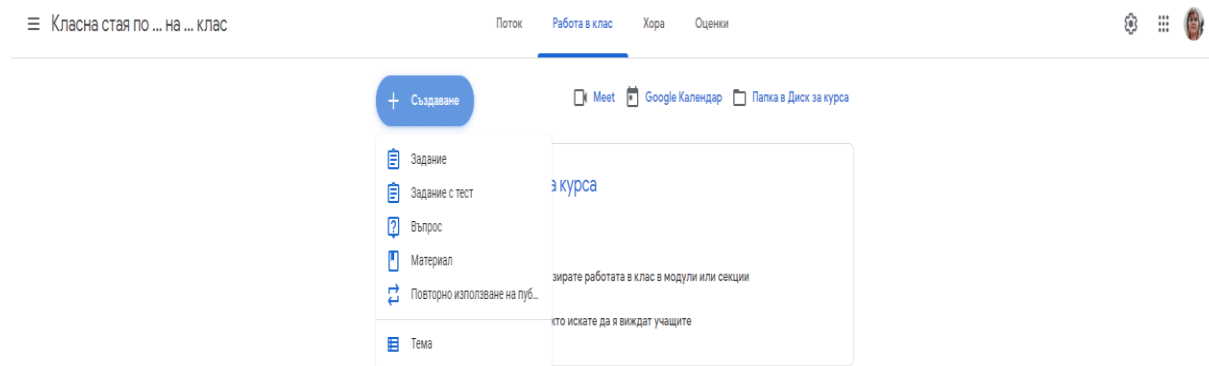 Класна стая по ... на ... клас
Поток Работа в клас Хора Оценки
Създаване
Meet Google Календар Папка в Диск за курса
Задание
Задание с тест
а курса
Въпрос
Материал
зирате работата в клас в модули или секции
Повторно използване на пуб...
кто искате да я виждат учащите
Тема